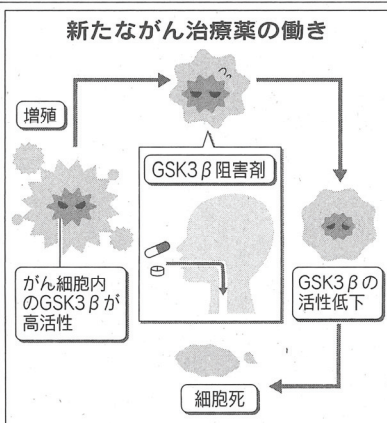 新たながん治療薬の働き
増殖
GSK3β阻害剤
がん細胞内
のGSK3βが
高活性
GSK3βの
活性低下
細胞死